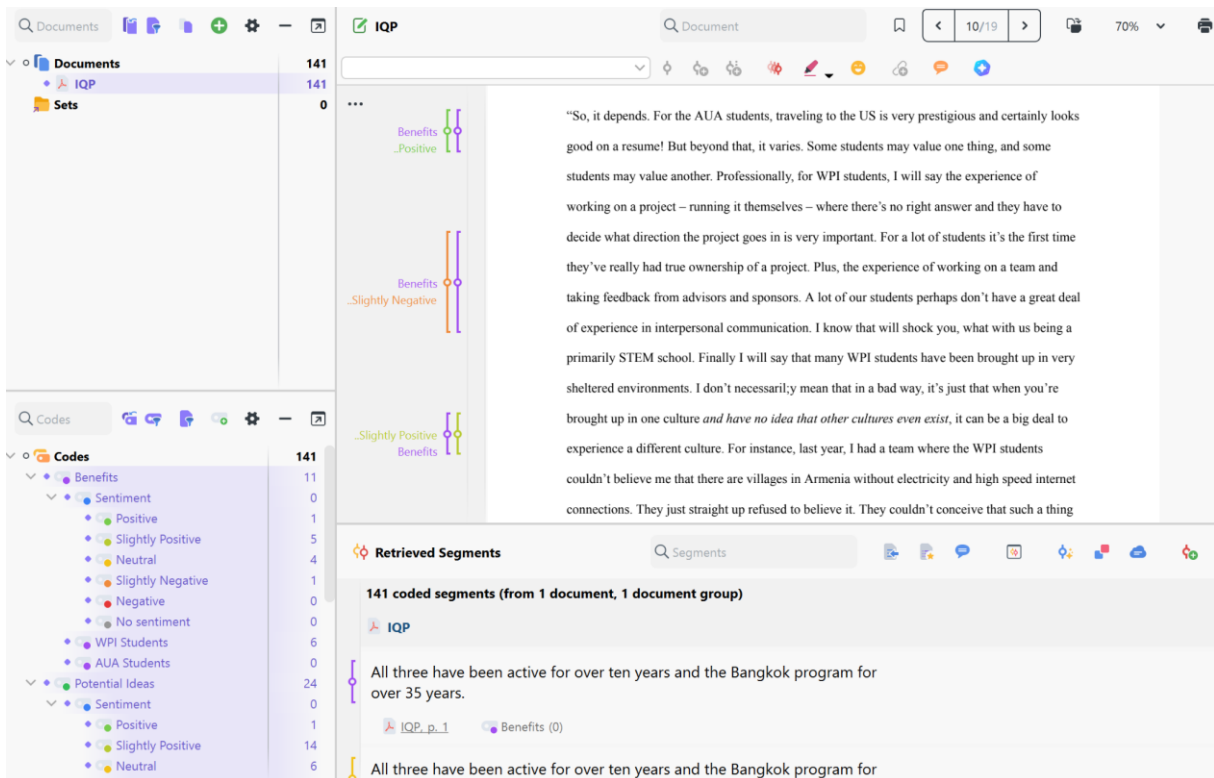 Documents
Documents 141
IQP 141
Sets 0
Codes
Codes 141
Benefits 11
Sentiment 0
Positive 1
Slightly Positive 5
Neutral 4
Slightly Negative 1
Negative 0
No sentiment 0
WPI Students 6
AUA Students 0
Potential Ideas 24
Sentiment 0
Positive 1
Slightly Positive 14
Neutral 6
IQP
Document
10/19
70%
...
Benefits
..Positive
Benefits
..Slightly Negative
..Slightly Positive
Benefits
“So, it depends. For the AUA students, traveling to the US is very prestigious and certainly looks
good on a resume! But beyond that, it varies. Some students may value one thing, and some
students may value another. Professionally, for WPI students, I will say the experience of
working on a project – running it themselves – where there’s no right answer and they have to
decide what direction the project goes in is very important. For a lot of students it’s the first time
they’ve really had true ownership of a project. Plus, the experience of working on a team and
taking feedback from advisors and sponsors. A lot of our students perhaps don’t have a great deal
of experience in interpersonal communication. I know that will shock you, what with us being a
primarily STEM school. Finally I will say that many WPI students have been brought up in very
sheltered environments. I don’t necessaril;y mean that in a bad way, it’s just that when you’re
brought up in one culture and have no idea that other cultures even exist, it can be a big deal to
experience a different culture. For instance, last year, I had a team where the WPI students
couldn’t believe me that there are villages in Armenia without electricity and high speed internet
connections. They just straight up refused to believe it. They couldn’t conceive that such a thing
Retrieved Segments
Segments
141 coded segments (from 1 document, 1 document group)
IQP
All three have been active for over ten years and the Bangkok program for
over 35 years.
IQP, p. 1 Benefits (0)
All three have been active for over ten years and the Bangkok program for